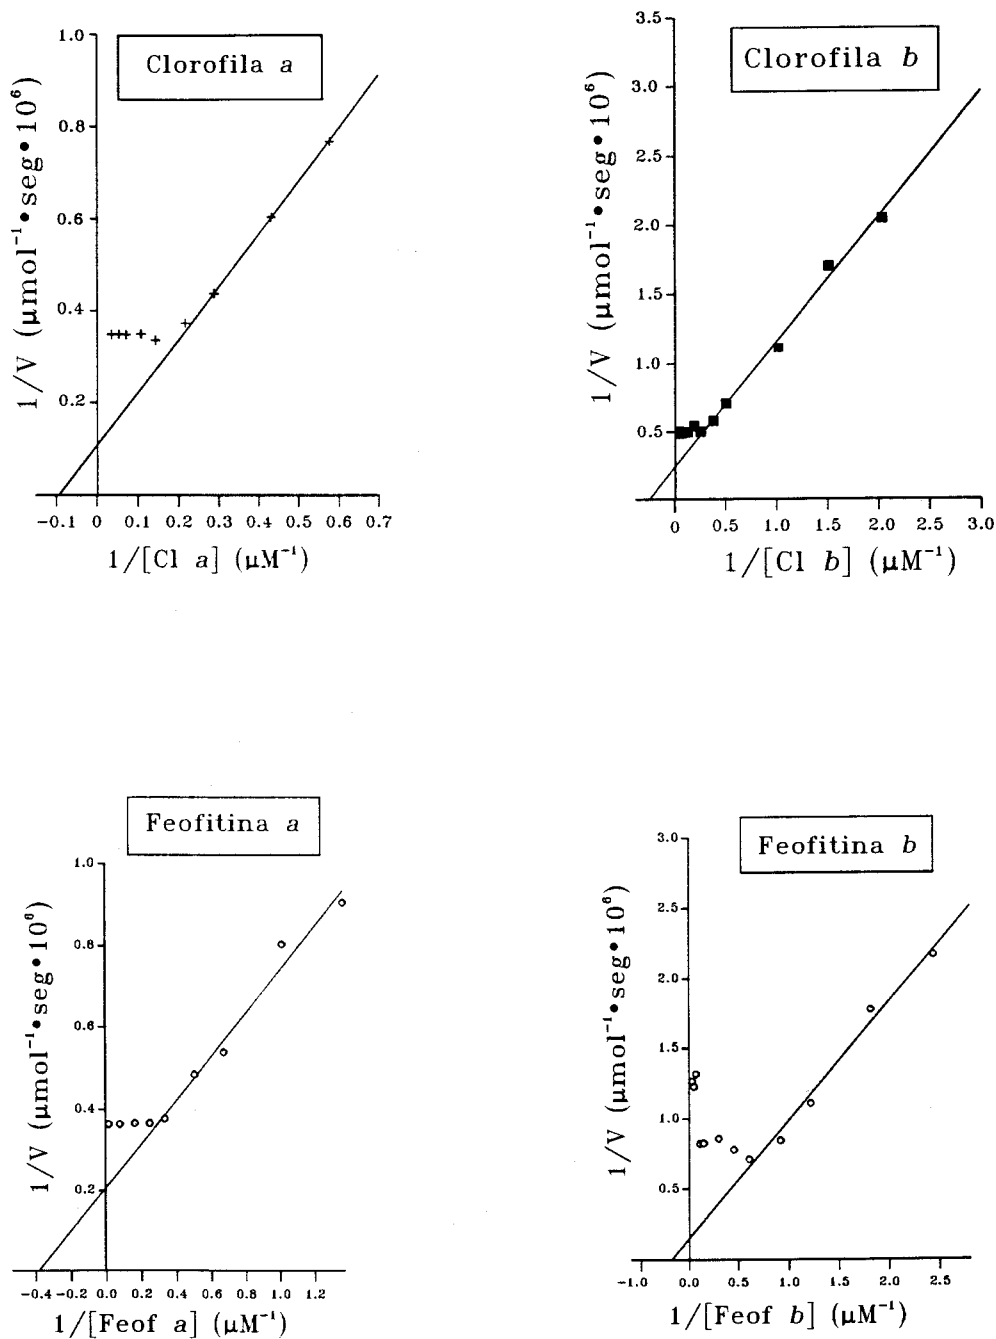 Clorofila a
1/V (μmol⁻¹•seg•10⁶)
1.0
0.8
0.6
0.4
0.2
-0.1 0 0.1 0.2 0.3 0.4 0.5 0.6 0.7
1/[Cl a] (μM⁻¹)
Clorofila b
1/V (μmol⁻¹•seg•10⁶)
3.5
3.0
2.5
2.0
1.5
1.0
0.5
0 0.5 1.0 1.5 2.0 2.5 3.0
1/[Cl b] (μM⁻¹)
Feofitina a
1/V (μmol⁻¹•seg•10⁶)
1.0
0.8
0.6
0.4
0.2
-0.4 -0.2 0.0 0.2 0.4 0.6 0.8 1.0 1.2
1/[Feof a] (μM⁻¹)
Feofitina b
1/V (μmol⁻¹•seg•10⁶)
3.0
2.5
2.0
1.5
1.0
0.5
-1.0 0.0 0.5 1.0 1.5 2.0 2.5
1/[Feof b] (μM⁻¹)